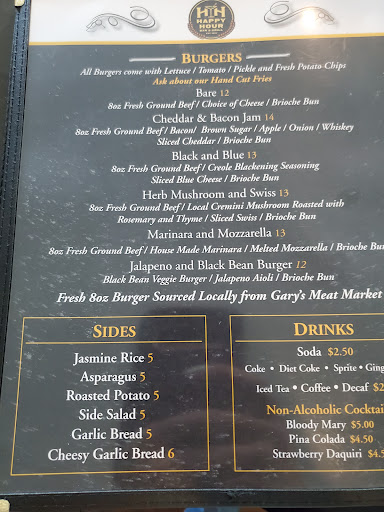 HTH
HAPPY
HOUR
BURGERS
All Burgers come with Lettuce / Tomato / Pickle and Fresh Potato Chips
Ask about our Hand Cut Fries
Bare 12
8oz Fresh Ground Beef / Choice of Cheese / Brioche Bun
Cheddar & Bacon Jam 14
8oz Fresh Ground Beef / Bacon/ Brown Sugar / Apple / Onion / Whiskey
Sliced Cheddar / Brioche Bun
Black and Blue 13
8oz Fresh Ground Beef / Creole Blackening Seasoning
Sliced Blue Cheese / Brioche Bun
Herb Mushroom and Swiss 13
8oz Fresh Ground Beef / Local Cremini Mushroom Roasted with
Rosemary and Thyme / Sliced Swiss / Brioche Bun
Marinara and Mozzarella 13
8oz Fresh Ground Beef / House Made Marinara / Melted Mozzarella / Brioche Bun
Jalapeno and Black Bean Burger 12
Black Bean Veggie Burger / Jalapeno Aioli / Brioche Bun
Fresh 8oz Burger Sourced Locally from Gary's Meat Market
SIDES
Jasmine Rice 5
Asparagus 5
Roasted Potato 5
Side Salad 5
Garlic Bread 5
Cheesy Garlic Bread 6
DRINKS
Soda $2.50
Coke • Diet Coke • Sprite • Ging
Iced Tea • Coffee • Decaf $2
Non-Alcoholic Cocktai
Bloody Mary $5.00
Pina Colada $4.50
Strawberry Daquiri $4.5